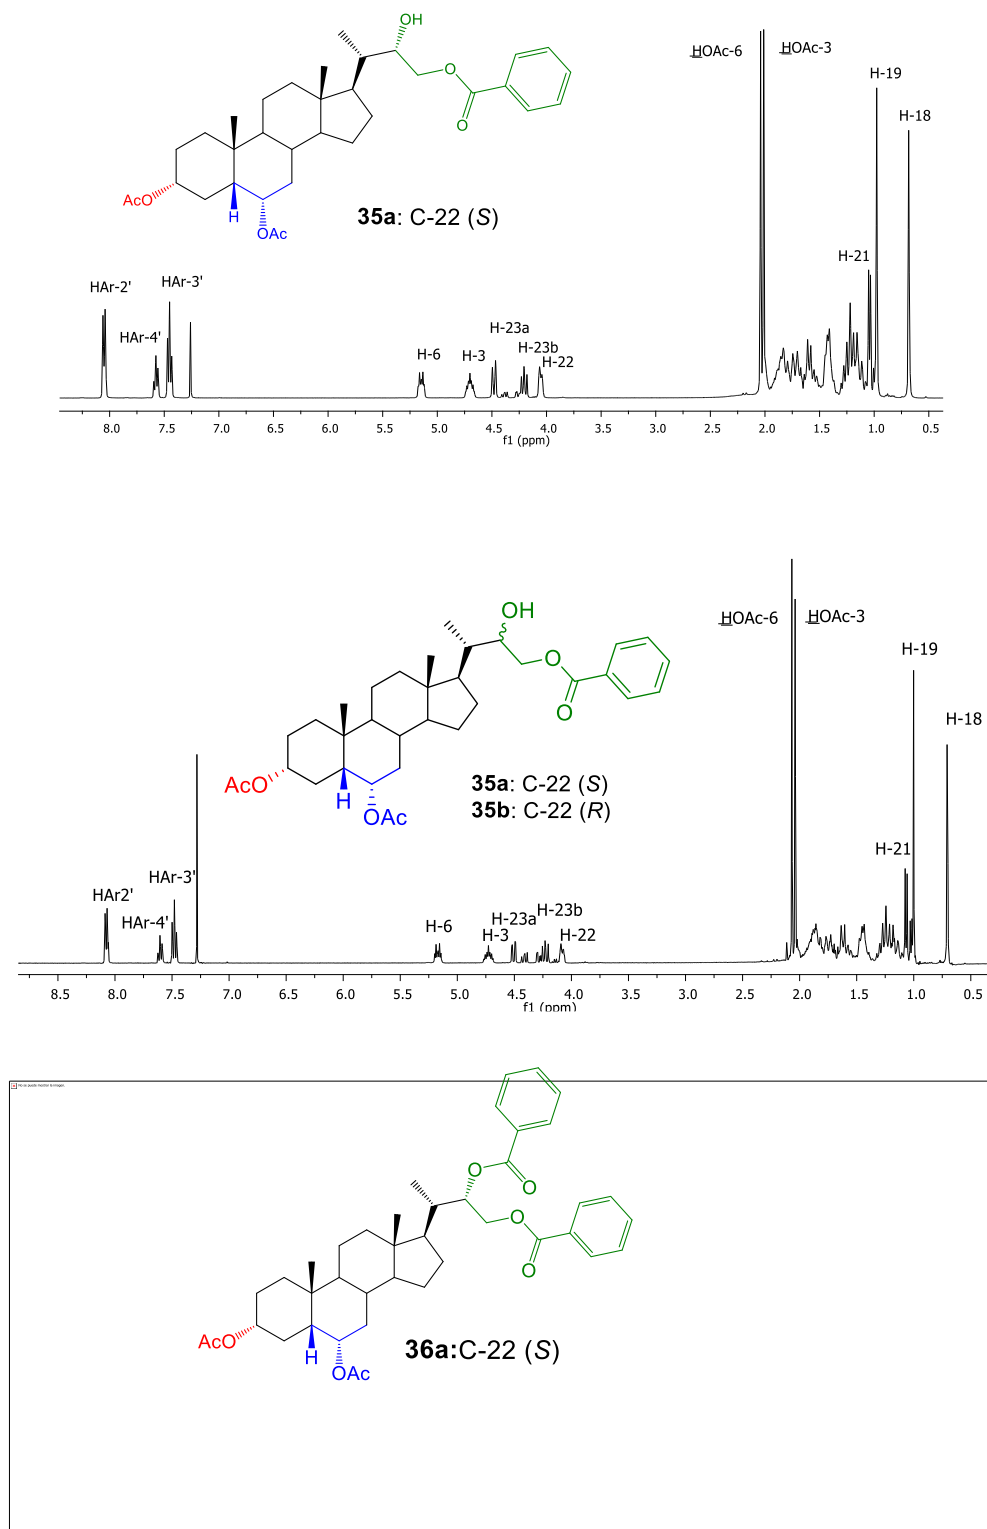 OH
O
O
AcO
H
OAc
35a: C-22 (S)
HOAc-6
HOAc-3
H-19
H-18
H-21
HAr-2'
HAr-3'
HAr-4'
H-6
H-3
H-23a
H-23b
H-22
8.0 7.5 7.0 6.5 6.0 5.5 5.0 4.5 4.0 3.5 3.0 2.5 2.0 1.5 1.0 0.5
f1 (ppm)
OH
O
O
AcO
H
OAc
35a: C-22 (S)
35b: C-22 (R)
HOAc-6
HOAc-3
H-19
H-18
H-21
HAr2'
HAr-3'
HAr-4'
H-6
H-3
H-23a
H-23b
H-22
8.5 8.0 7.5 7.0 6.5 6.0 5.5 5.0 4.5 4.0 3.5 3.0 2.5 2.0 1.5 1.0 0.5
f1 (ppm)
O
O
O
O
AcO
H
OAc
36a:C-22 (S)